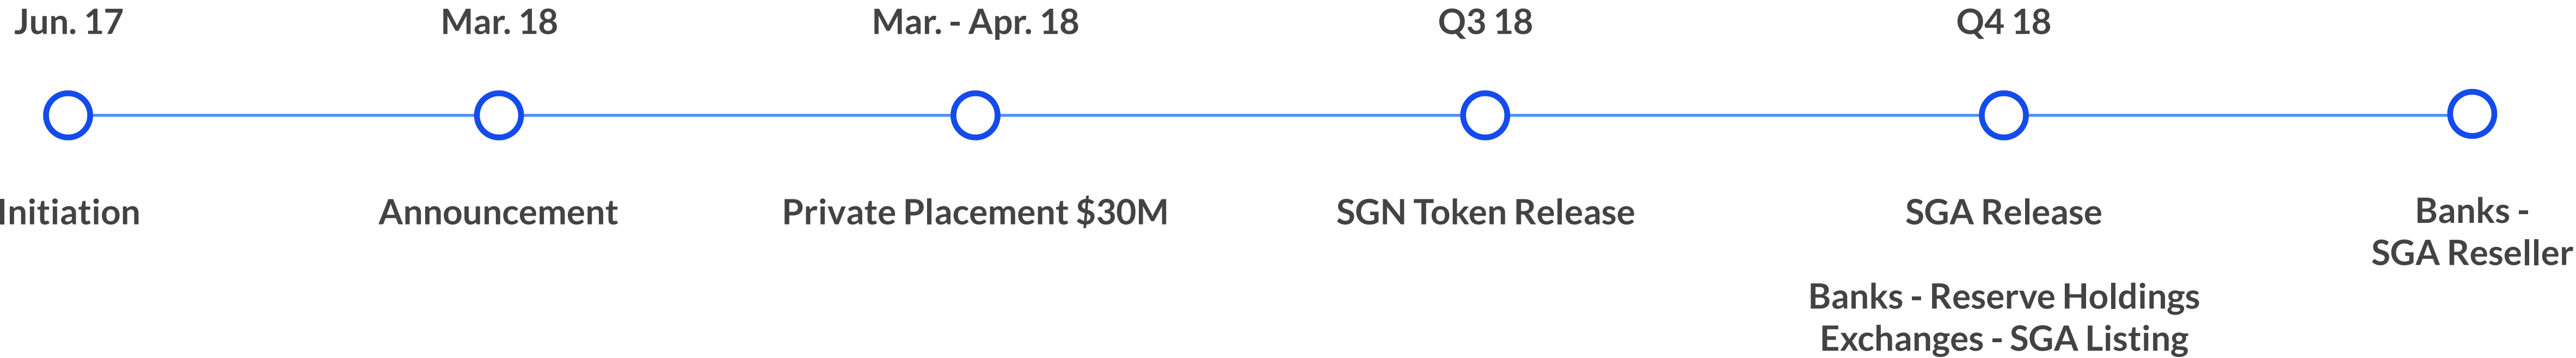 Jun. 17
Mar. 18
Mar. - Apr. 18
Q3 18
Q4 18
Initiation
Announcement
Private Placement $30M
SGN Token Release
SGA Release
Banks - Reserve Holdings
Exchanges - SGA Listing
Banks -
SGA Reseller